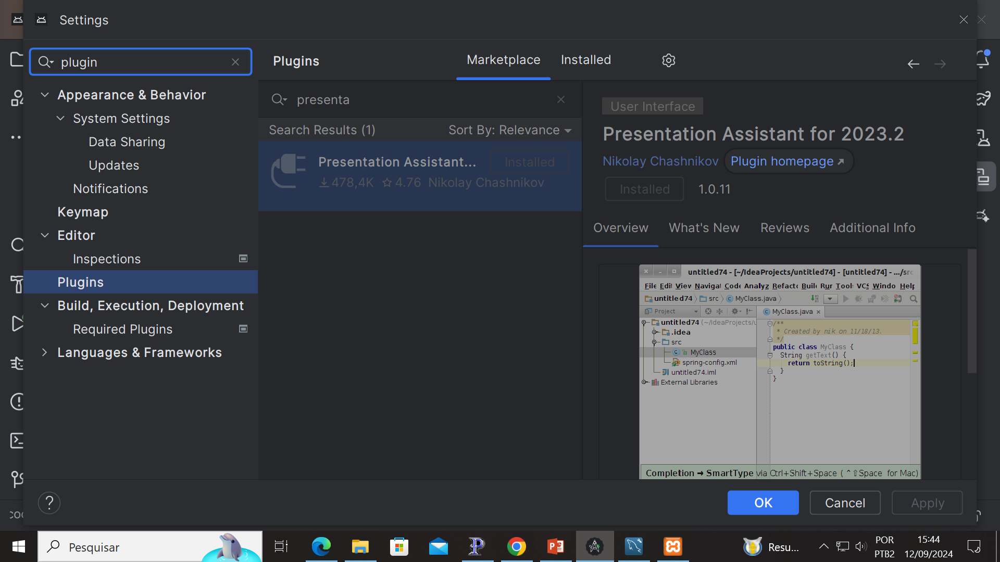 Settings
plugin
Appearance & Behavior
System Settings
Data Sharing
Updates
Notifications
Keymap
Editor
Inspections
Plugins
Build, Execution, Deployment
Required Plugins
Languages & Frameworks
Plugins
Marketplace
Installed
presenta
Search Results (1)
Sort By: Relevance
Presentation Assistant...
Installed
478,4K
4.76
Nikolay Chashnikov
User Interface
Presentation Assistant for 2023.2
Nikolay Chashnikov
Plugin homepage
Installed
1.0.11
Overview
What's New
Reviews
Additional Info
untitled74 - [~/IdeaProjects/untitled74] - [untitled74] - .../src
File Edit View Navigat Code Analyz Refacto Build Run Tools VCS Windo Help
untitled74
src
MyClass.java
Project
MyClass.java
untitled74 (~/IdeaProjects/u
.idea
src
MyClass
spring-config.xml
untitled74.iml
External Libraries
/**
* Created by nik on 11/18/13.
*/
public class MyClass {
String getText() {
return toString();
}
}
Completion → SmartType via Ctrl+Shift+Space ( ⌃⇧Space for Mac)
?
OK
Cancel
Apply
Pesquisar
Resu...
POR
PTB2
15:44
12/09/2024